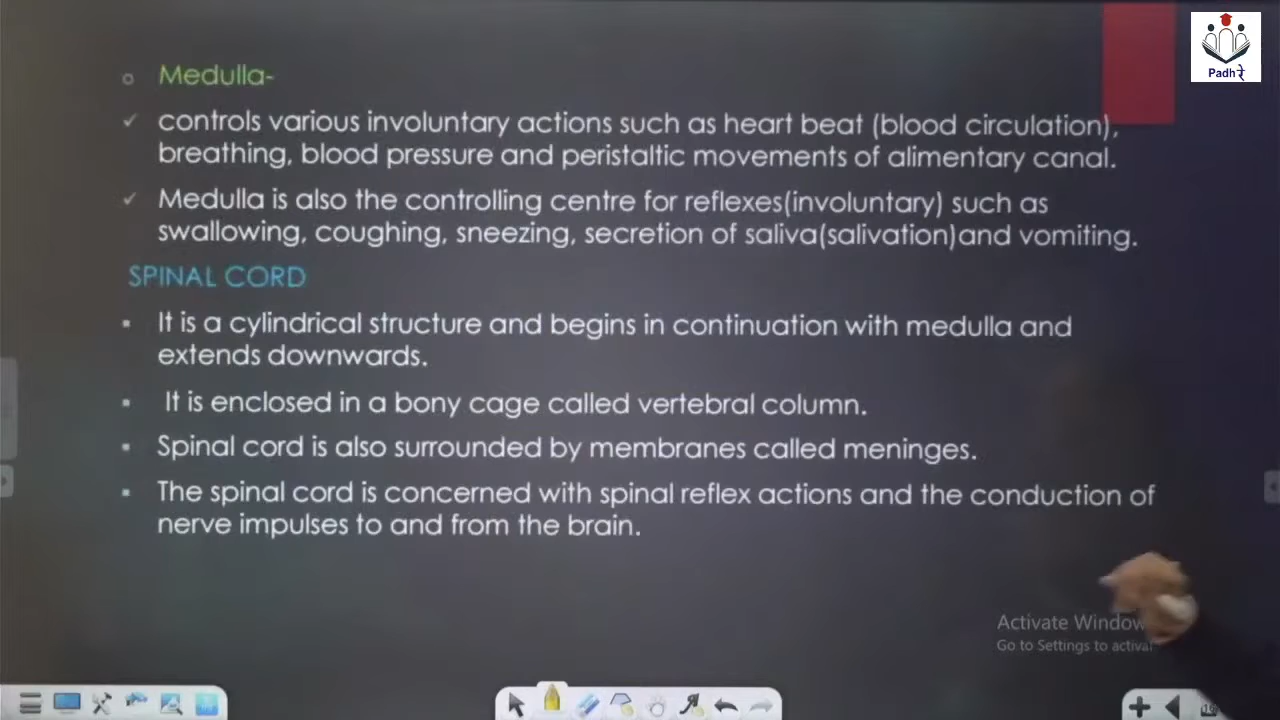 Padhरे
Medulla-
controls various involuntary actions such as heart beat (blood circulation),
breathing, blood pressure and peristaltic movements of alimentary canal.
Medulla is also the controlling centre for reflexes(involuntary) such as
swallowing, coughing, sneezing, secretion of saliva(salivation)and vomiting.
SPINAL CORD
It is a cylindrical structure and begins in continuation with medulla and
extends downwards.
It is enclosed in a bony cage called vertebral column.
Spinal cord is also surrounded by membranes called meninges.
The spinal cord is concerned with spinal reflex actions and the conduction of
nerve impulses to and from the brain.
Activate Window
Go to Settings to activa